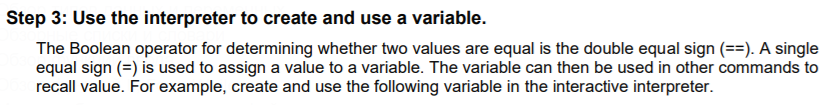 Step 3: Use the interpreter to create and use a variable.
The Boolean operator for determining whether two values are equal is the double equal sign (==). A single
equal sign (=) is used to assign a value to a variable. The variable can then be used in other commands to
recall value. For example, create and use the following variable in the interactive interpreter.